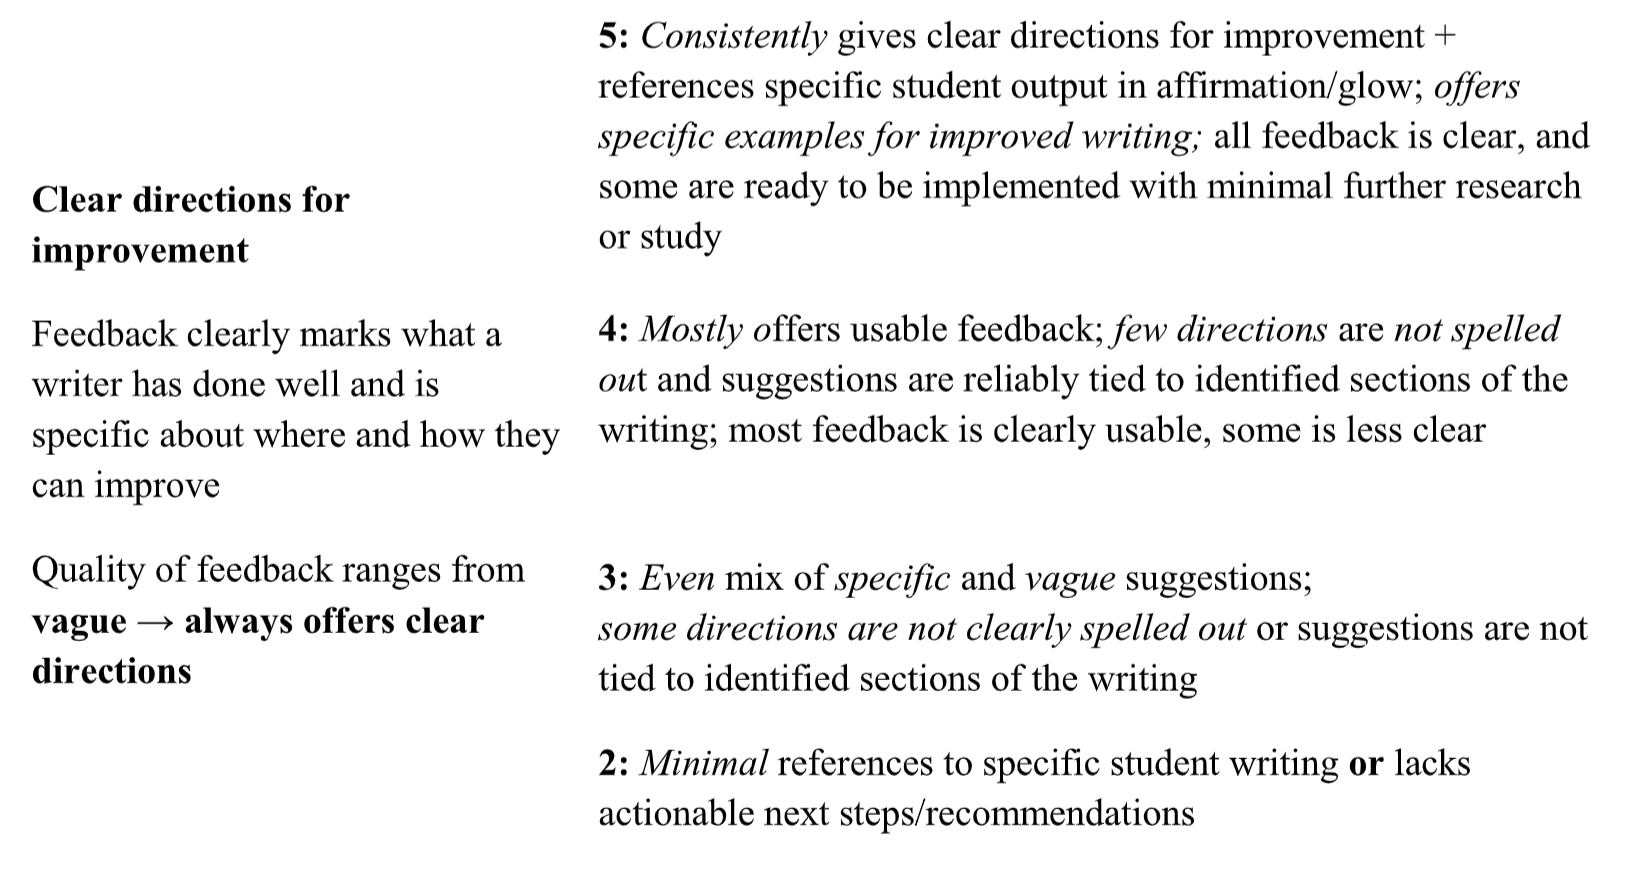 Clear directions for
improvement
Feedback clearly marks what a
writer has done well and is
specific about where and how they
can improve
Quality of feedback ranges from
vague → always offers clear
directions
5: Consistently gives clear directions for improvement +
references specific student output in affirmation/glow; offers
specific examples for improved writing; all feedback is clear, and
some are ready to be implemented with minimal further research
or study
4: Mostly offers usable feedback; few directions are not spelled
out and suggestions are reliably tied to identified sections of the
writing; most feedback is clearly usable, some is less clear
3: Even mix of specific and vague suggestions;
some directions are not clearly spelled out or suggestions are not
tied to identified sections of the writing
2: Minimal references to specific student writing or lacks
actionable next steps/recommendations